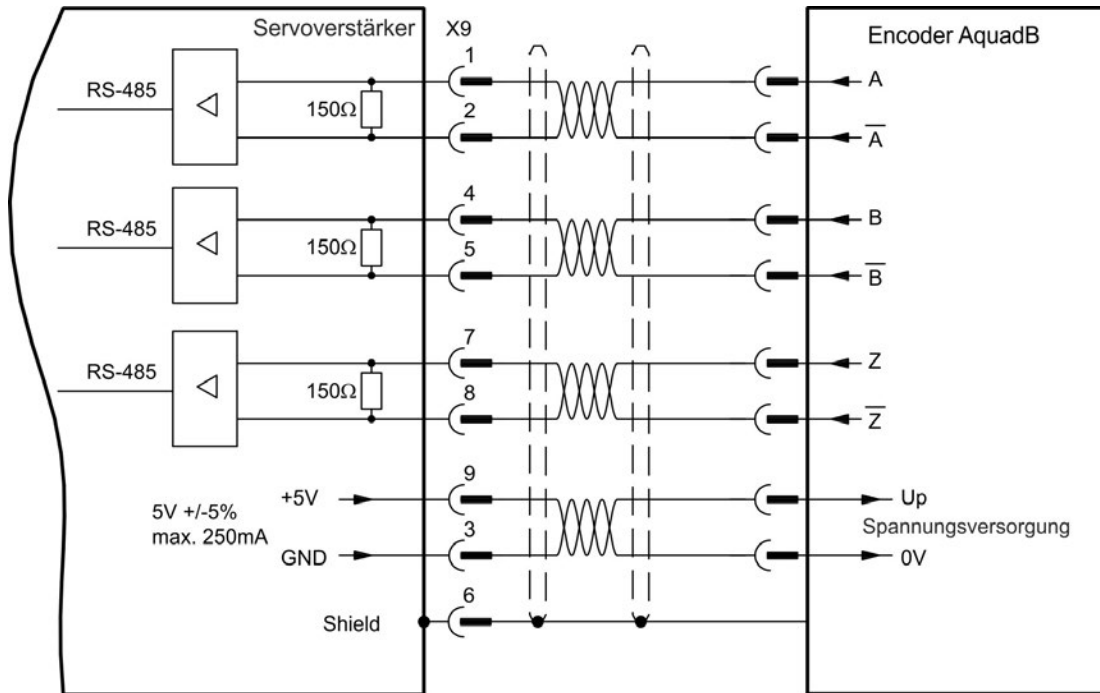 Servoverstärker
X9
Encoder AquadB
1
RS-485
150Ω
2
A
A̅
4
RS-485
150Ω
5
B
B̅
7
RS-485
150Ω
8
Z
Z̅
9
+5V
5V +/-5%
max. 250mA
3
GND
Up
Spannungsversorgung
0V
6
Shield